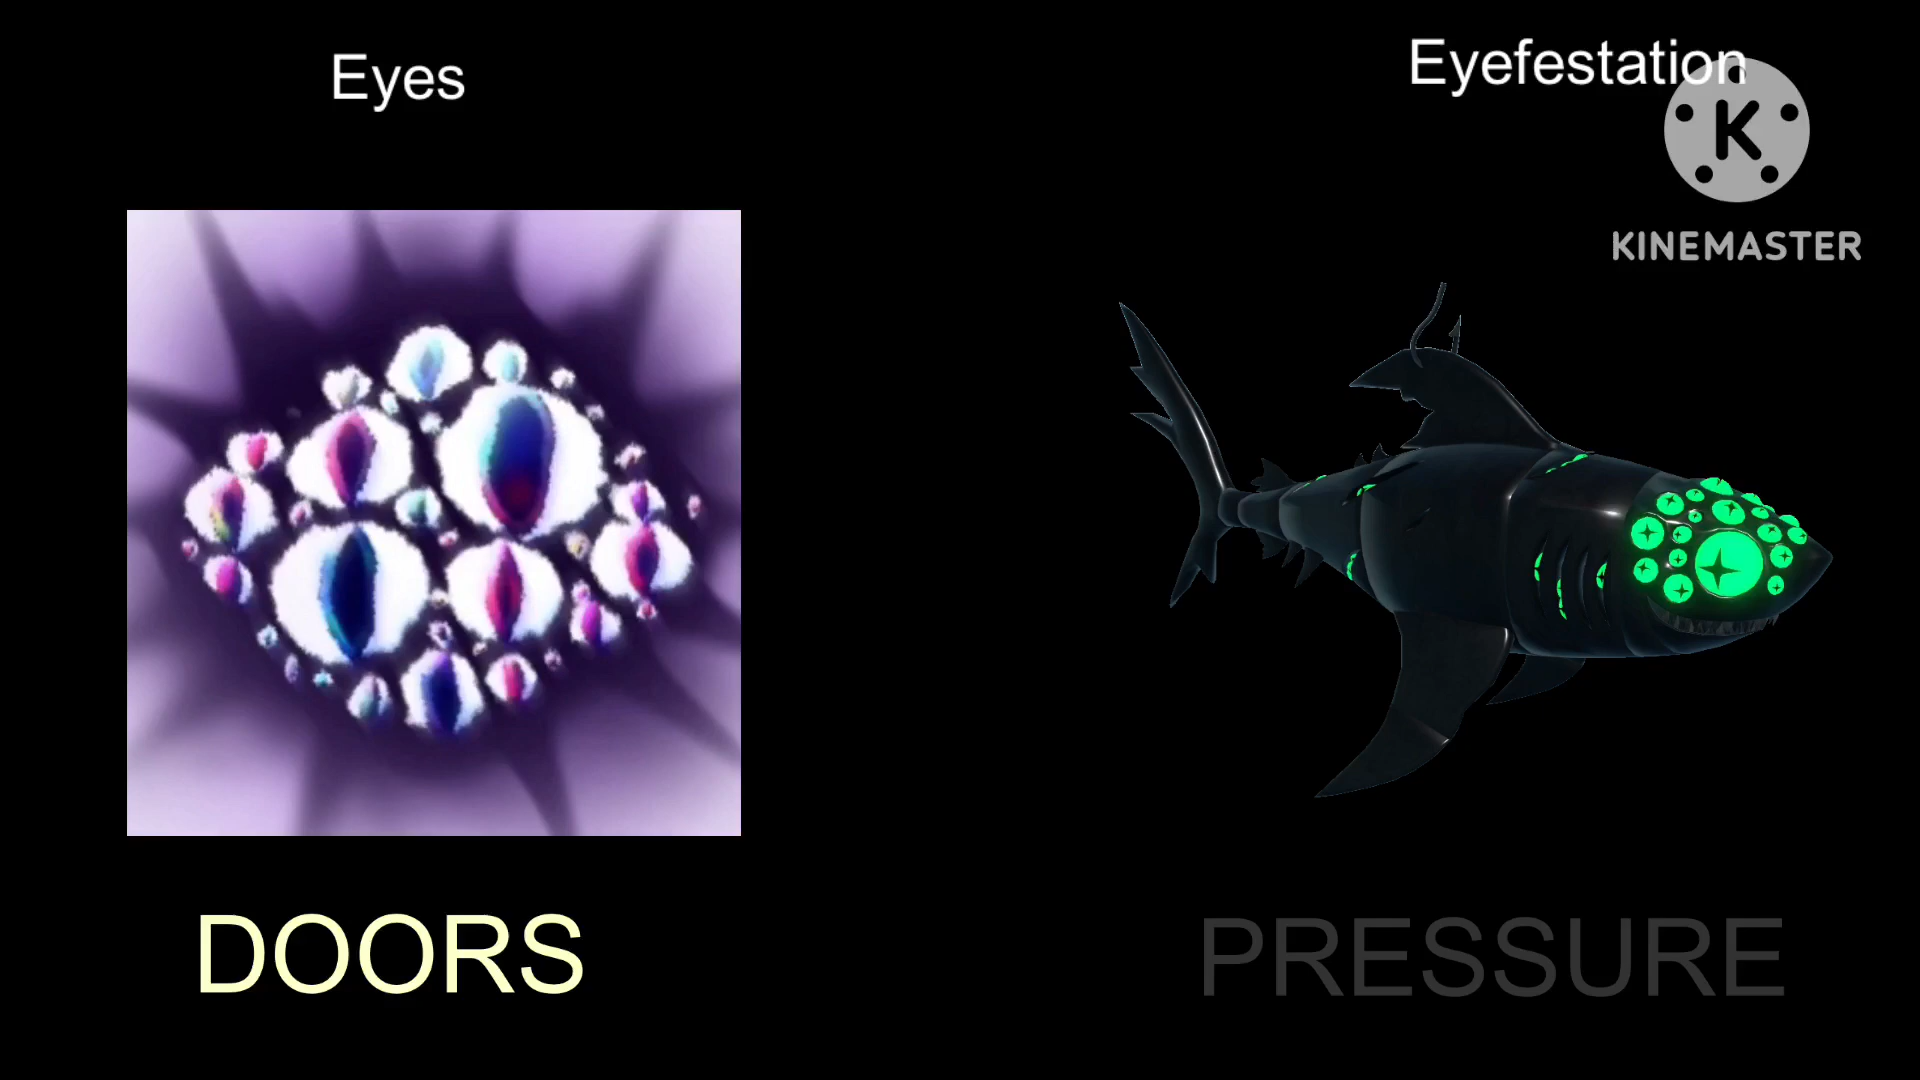 Eyes
Eyefestation
K
KINEMASTER
DOORS
PRESSURE